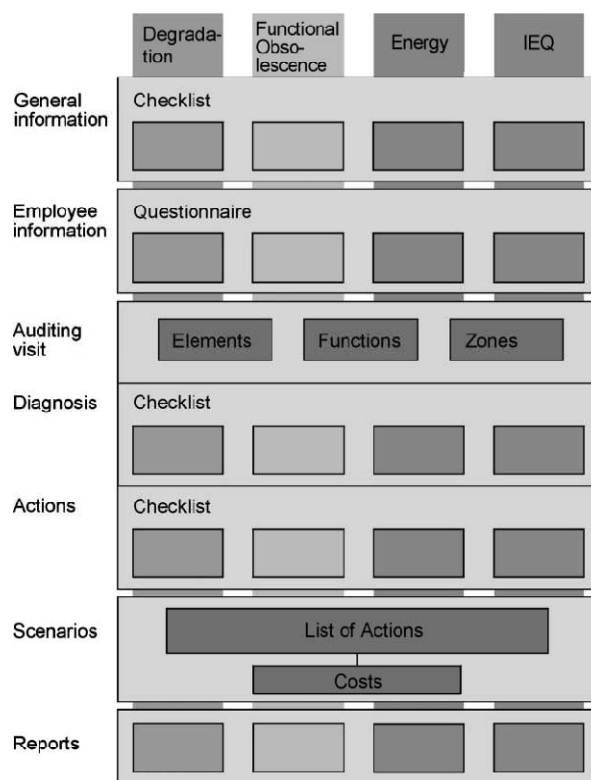 Degrada-
tion
Functional
Obso-
lescence
Energy
IEQ
General
information
Checklist
Employee
information
Questionnaire
Auditing
visit
Elements
Functions
Zones
Diagnosis
Checklist
Actions
Checklist
Scenarios
List of Actions
Costs
Reports